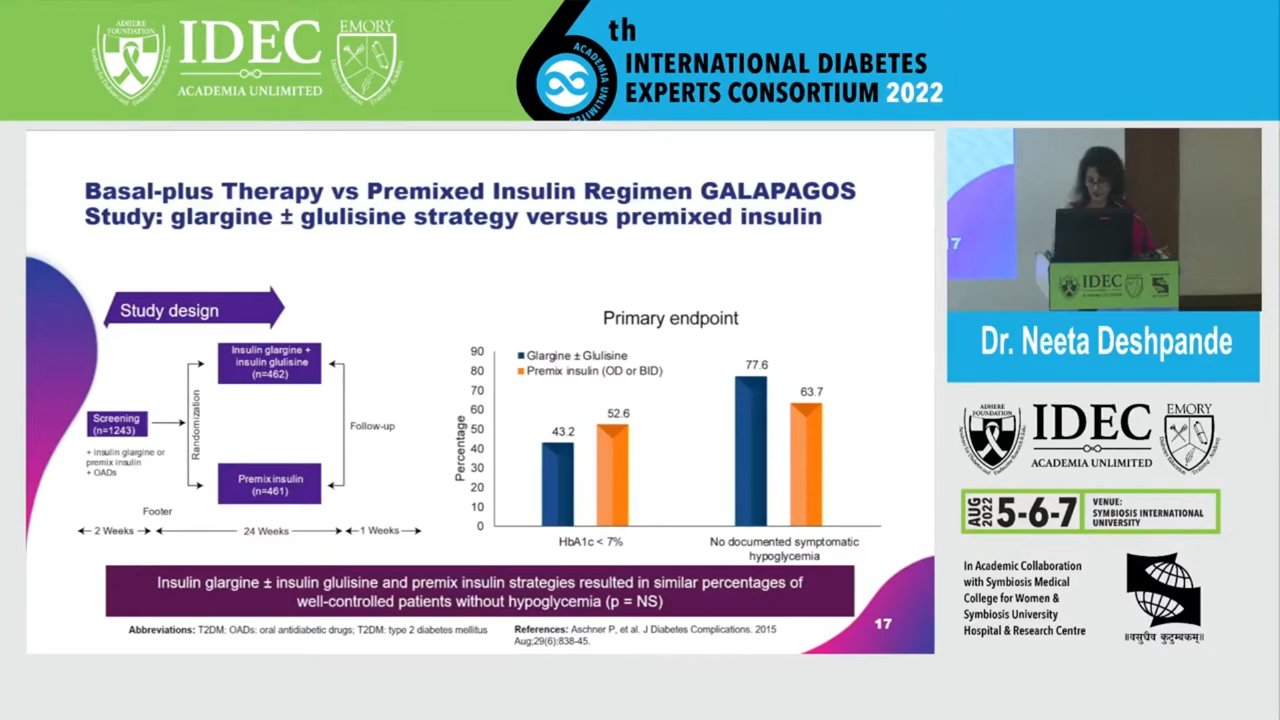 ADHERE
FOUNDATION
IDEC
ACADEMIA UNLIMITED
EMORY
6th
ACADEMIA UNLIMITED
INTERNATIONAL DIABETES
EXPERTS CONSORTIUM 2022
Basal-plus Therapy vs Premixed Insulin Regimen GALAPAGOS
Study: glargine ± glulisine strategy versus premixed insulin
Study design
Screening
(n=1243)
+ insulin glargine or
premix insulin
+ OADs
Randomization
Insulin glargine +
insulin glulisine
(n=462)
Premix insulin
(n=461)
Follow-up
Footer
2 Weeks
24 Weeks
1 Weeks
Primary endpoint
Percentage
90
80
70
60
50
40
30
20
10
0
Glargine ± Glulisine
Premix insulin (OD or BID)
43.2
52.6
77.6
63.7
HbA1c < 7%
No documented symptomatic
hypoglycemia
Insulin glargine ± insulin glulisine and premix insulin strategies resulted in similar percentages of
well-controlled patients without hypoglycemia (p = NS)
Abbreviations: T2DM: OADs: oral antidiabetic drugs; T2DM: type 2 diabetes mellitus
References: Aschner P, et al. J Diabetes Complications. 2015
Aug;29(6):838-45.
17
17
IDEC
Dr. Neeta Deshpande
ADHERE
FOUNDATION
IDEC
ACADEMIA UNLIMITED
EMORY
AUG
2022
5-6-7
VENUE:
SYMBIOSIS INTERNATIONAL
UNIVERSITY
In Academic Collaboration
with Symbiosis Medical
College for Women &
Symbiosis University
Hospital & Research Centre
॥वसुधैव कुटुम्बकम्॥